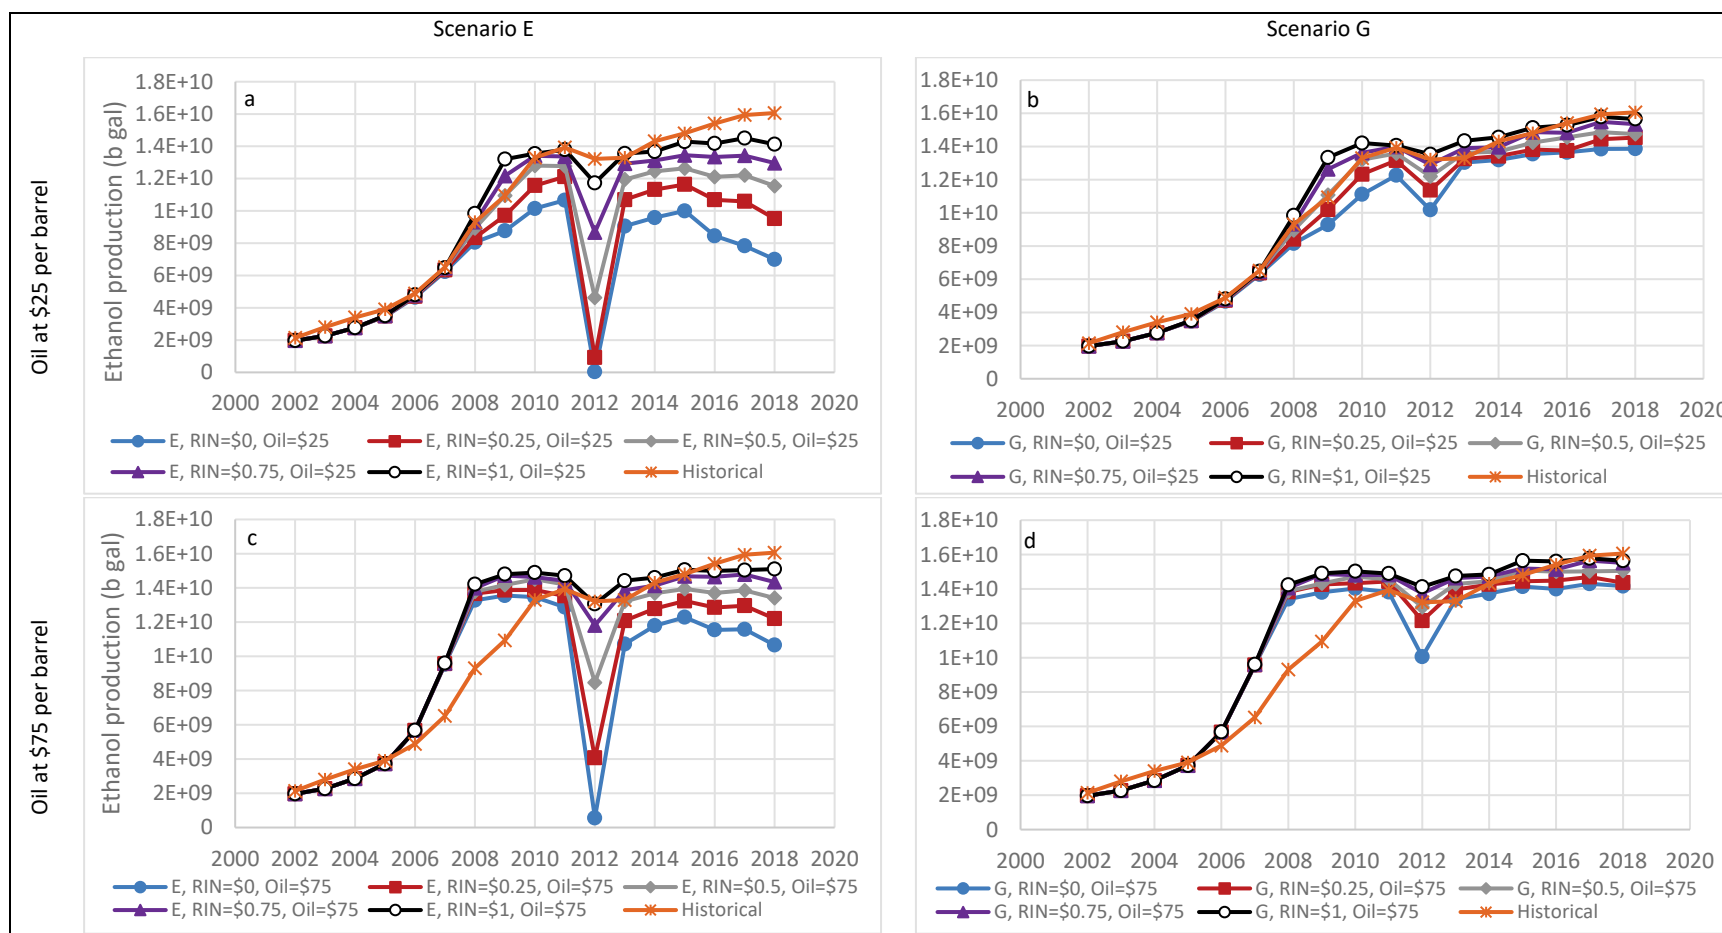 Scenario E
Scenario G
Oil at $25 per barrel
Ethanol production (b gal)
a
1.8E+10
1.6E+10
1.4E+10
1.2E+10
1E+10
8E+09
6E+09
4E+09
2E+09
0
2000 2002 2004 2006 2008 2010 2012 2014 2016 2018 2020
E, RIN=$0, Oil=$25 E, RIN=$0.25, Oil=$25 E, RIN=$0.5, Oil=$25
E, RIN=$0.75, Oil=$25 E, RIN=$1, Oil=$25 Historical
b
1.8E+10
1.6E+10
1.4E+10
1.2E+10
1E+10
8E+09
6E+09
4E+09
2E+09
0
2000 2002 2004 2006 2008 2010 2012 2014 2016 2018 2020
G, RIN=$0, Oil=$25 G, RIN=$0.25, Oil=$25 G, RIN=$0.5, Oil=$25
G, RIN=$0.75, Oil=$25 G, RIN=$1, Oil=$25 Historical
Oil at $75 per barrel
Ethanol production (b gal)
c
1.8E+10
1.6E+10
1.4E+10
1.2E+10
1E+10
8E+09
6E+09
4E+09
2E+09
0
2000 2002 2004 2006 2008 2010 2012 2014 2016 2018 2020
E, RIN=$0, Oil=$75 E, RIN=$0.25, Oil=$75 E, RIN=$0.5, Oil=$75
E, RIN=$0.75, Oil=$75 E, RIN=$1, Oil=$75 Historical
d
1.8E+10
1.6E+10
1.4E+10
1.2E+10
1E+10
8E+09
6E+09
4E+09
2E+09
0
2000 2002 2004 2006 2008 2010 2012 2014 2016 2018 2020
G, RIN=$0, Oil=$75 G, RIN=$0.25, Oil=$75 G, RIN=$0.5, Oil=$75
G, RIN=$0.75, Oil=$75 G, RIN=$1, Oil=$75 Historical